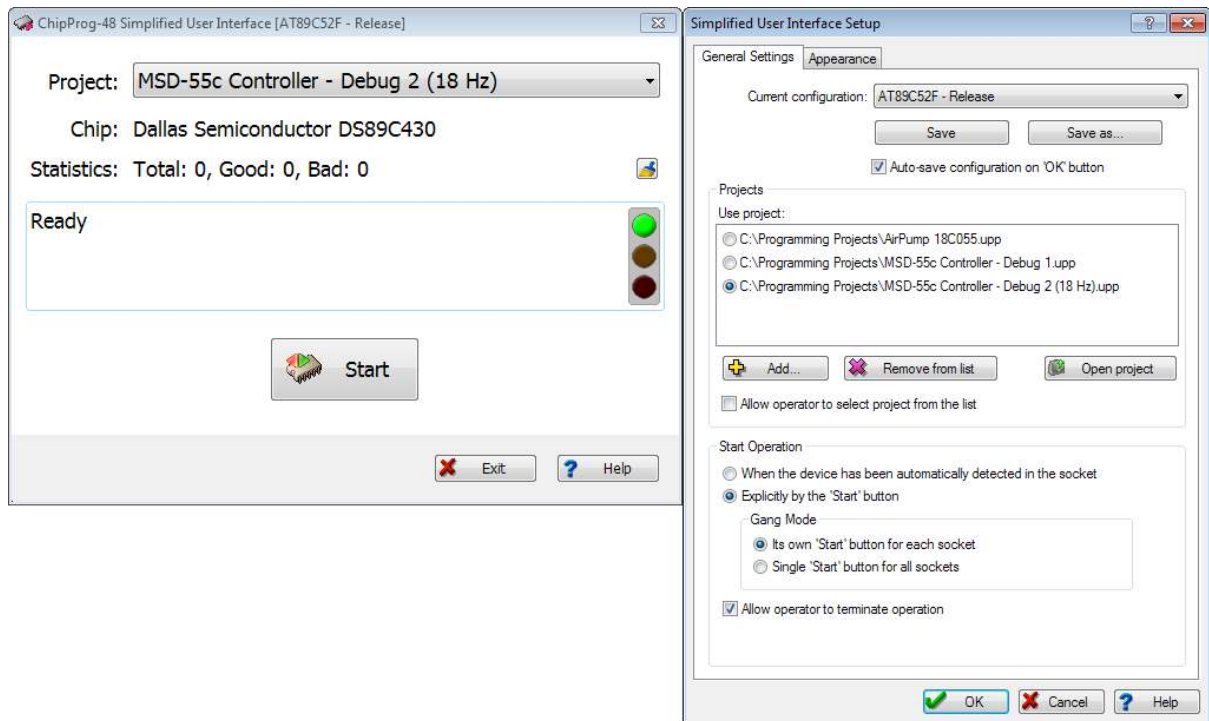 ChipProg-48 Simplified User Interface [AT89C52F - Release]
Project: MSD-55c Controller - Debug 2 (18 Hz)
Chip: Dallas Semiconductor DS89C430
Statistics: Total: 0, Good: 0, Bad: 0
Ready
Start
Exit
Help
Simplified User Interface Setup
General Settings
Appearance
Current configuration: AT89C52F - Release
Save
Save as...
Auto-save configuration on 'OK' button
Projects
Use project:
C:\Programming Projects\AirPump 18C055.upp
C:\Programming Projects\MSD-55c Controller - Debug 1.upp
C:\Programming Projects\MSD-55c Controller - Debug 2 (18 Hz).upp
Add...
Remove from list
Open project
Allow operator to select project from the list
Start Operation
When the device has been automatically detected in the socket
Explicitly by the 'Start' button
Gang Mode
Its own 'Start' button for each socket
Single 'Start' button for all sockets
Allow operator to terminate operation
OK
Cancel
Help